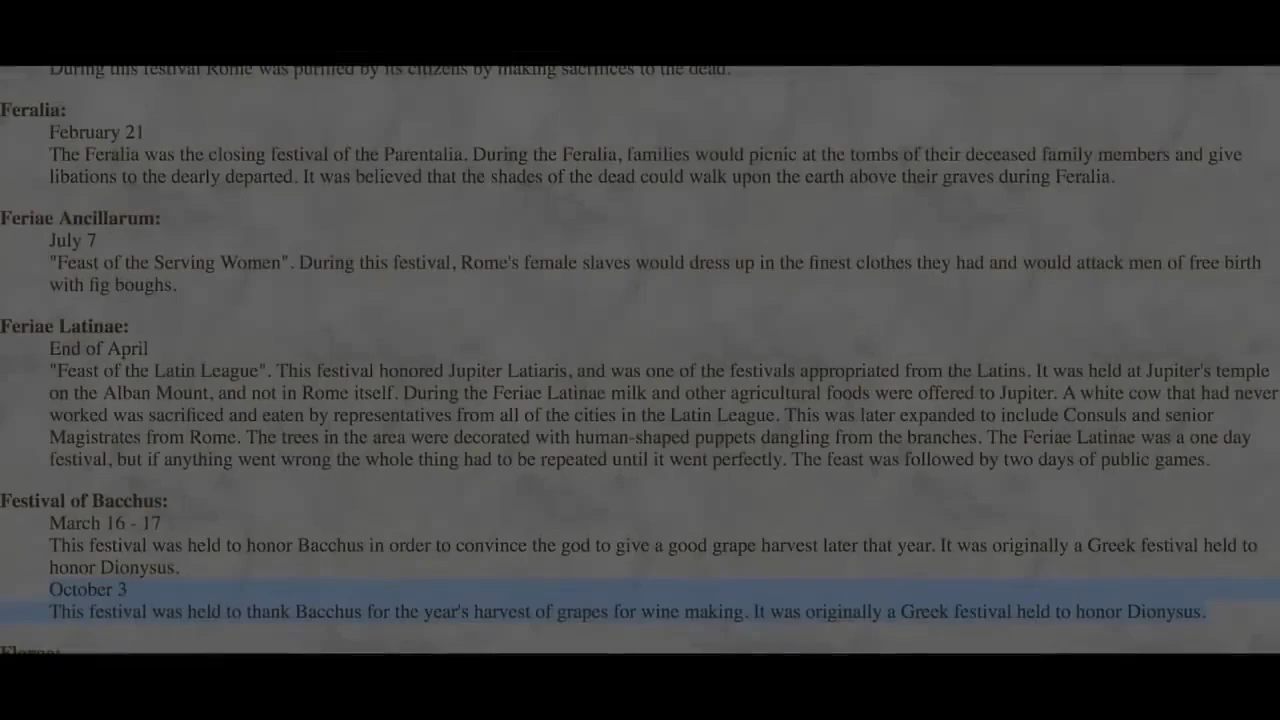 During this festival Rome was purified by its citizens by making sacrifices to the dead.
Feralia:
February 21
The Feralia was the closing festival of the Parentalia. During the Feralia, families would picnic at the tombs of their deceased family members and give
libations to the dearly departed. It was believed that the shades of the dead could walk upon the earth above their graves during Feralia.
Feriae Ancillarum:
July 7
"Feast of the Serving Women". During this festival, Rome's female slaves would dress up in the finest clothes they had and would attack men of free birth
with fig boughs.
Feriae Latinae:
End of April
"Feast of the Latin League". This festival honored Jupiter Latiaris, and was one of the festivals appropriated from the Latins. It was held at Jupiter's temple
on the Alban Mount, and not in Rome itself. During the Feriae Latinae milk and other agricultural foods were offered to Jupiter. A white cow that had never
worked was sacrificed and eaten by representatives from all of the cities in the Latin League. This was later expanded to include Consuls and senior
Magistrates from Rome. The trees in the area were decorated with human-shaped puppets dangling from the branches. The Feriae Latinae was a one day
festival, but if anything went wrong the whole thing had to be repeated until it went perfectly. The feast was followed by two days of public games.
Festival of Bacchus:
March 16 - 17
This festival was held to honor Bacchus in order to convince the god to give a good grape harvest later that year. It was originally a Greek festival held to
honor Dionysus.
October 3
This festival was held to thank Bacchus for the year's harvest of grapes for wine making. It was originally a Greek festival held to honor Dionysus.